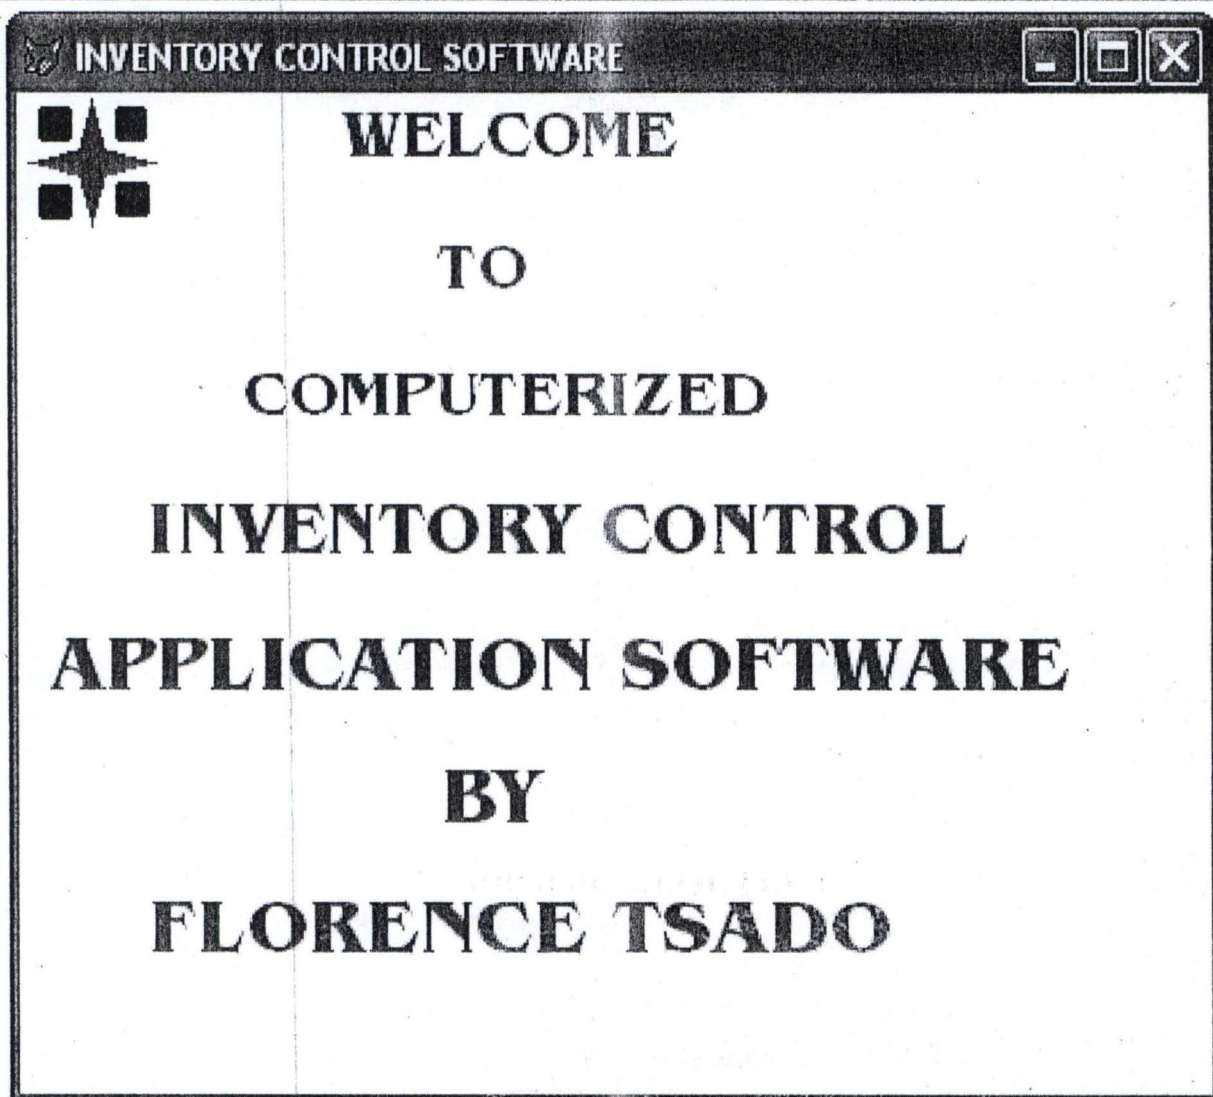 INVENTORY CONTROL SOFTWARE
WELCOME
TO
COMPUTERIZED
INVENTORY CONTROL
APPLICATION SOFTWARE
BY
FLORENCE TSADO